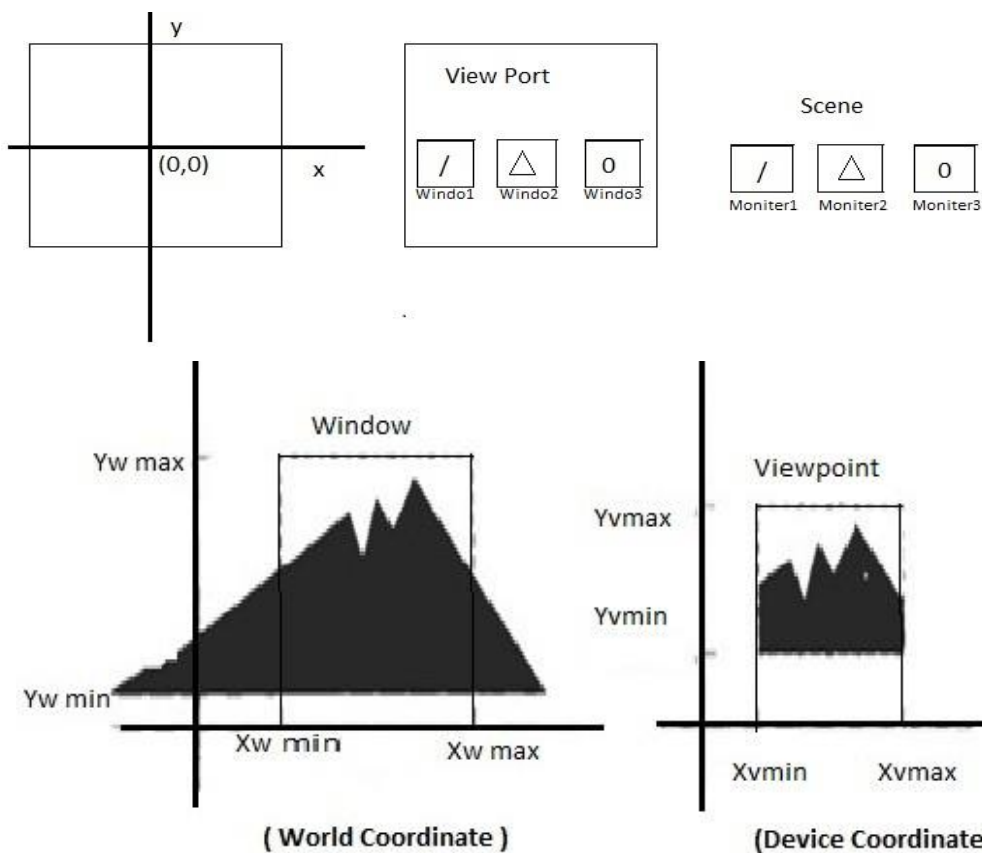 y
(0,0)
x
View Port
/ △ 0
Windo1 Windo2 Windo3
Scene
/ △ 0
Moniter1 Moniter2 Moniter3
Window
Yw max
Yw min
Xw min
Xw max
Viewpoint
Yvmax
Yvmin
Xvmin Xvmax
( World Coordinate )
(Device Coordinate